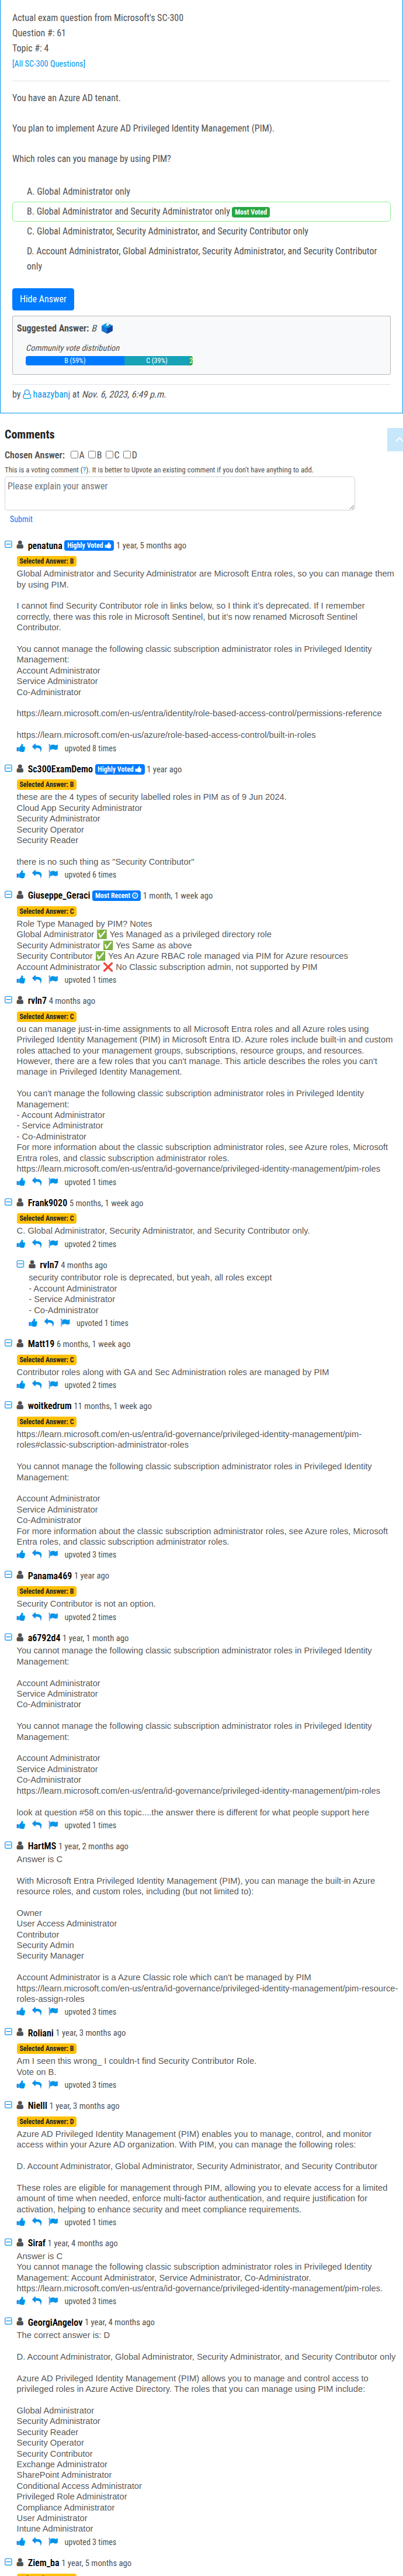 Actual exam question from Microsoft's SC-300
Question #: 61
Topic #: 4
[All SC-300 Questions]
You have an Azure AD tenant.
You plan to implement Azure AD Privileged Identity Management (PIM).
Which roles can you manage by using PIM?
A. Global Administrator only
B. Global Administrator and Security Administrator only Most Voted
C. Global Administrator, Security Administrator, and Security Contributor only
D. Account Administrator, Global Administrator, Security Administrator, and Security Contributor
only
Hide Answer
Suggested Answer: B
Community vote distribution
B (59%) C (39%)
by haazybanj at Nov. 6, 2023, 6:49 p.m.
Comments
Chosen Answer: A B C D
This is a voting comment (?). It is better to Upvote an existing comment if you don't have anything to add.
Please explain your answer
Submit
penatuna Highly Voted 1 year, 5 months ago
Selected Answer: B
Global Administrator and Security Administrator are Microsoft Entra roles, so you can manage them
by using PIM.
I cannot find Security Contributor role in links below, so I think it's deprecated. If I remember
correctly, there was this role in Microsoft Sentinel, but it's now renamed Microsoft Sentinel
Contributor.
You cannot manage the following classic subscription administrator roles in Privileged Identity
Management:
Account Administrator
Service Administrator
Co-Administrator
https://learn.microsoft.com/en-us/entra/identity/role-based-access-control/permissions-reference
https://learn.microsoft.com/en-us/azure/role-based-access-control/built-in-roles
upvoted 8 times
Sc300ExamDemo Highly Voted 1 year ago
Selected Answer: B
these are the 4 types of security labelled roles in PIM as of 9 Jun 2024.
Cloud App Security Administrator
Security Administrator
Security Operator
Security Reader
there is no such thing as "Security Contributor"
upvoted 6 times
Giuseppe_Geraci Most Recent 1 month, 1 week ago
Selected Answer: C
Role Type Managed by PIM? Notes
Global Administrator ✅ Yes Managed as a privileged directory role
Security Administrator ✅ Yes Same as above
Security Contributor ✅ Yes An Azure RBAC role managed via PIM for Azure resources
Account Administrator ❌ No Classic subscription admin, not supported by PIM
upvoted 1 times
rvln7 4 months ago
Selected Answer: C
ou can manage just-in-time assignments to all Microsoft Entra roles and all Azure roles using
Privileged Identity Management (PIM) in Microsoft Entra ID. Azure roles include built-in and custom
roles attached to your management groups, subscriptions, resource groups, and resources.
However, there are a few roles that you can't manage. This article describes the roles you can't
manage in Privileged Identity Management.
You can't manage the following classic subscription administrator roles in Privileged Identity
Management:
- Account Administrator
- Service Administrator
- Co-Administrator
For more information about the classic subscription administrator roles, see Azure roles, Microsoft
Entra roles, and classic subscription administrator roles.
https://learn.microsoft.com/en-us/entra/id-governance/privileged-identity-management/pim-roles
upvoted 1 times
Frank9020 5 months, 1 week ago
Selected Answer: C
C. Global Administrator, Security Administrator, and Security Contributor only.
upvoted 2 times
rvln7 4 months ago
security contributor role is deprecated, but yeah, all roles except
- Account Administrator
- Service Administrator
- Co-Administrator
upvoted 1 times
Matt19 6 months, 1 week ago
Selected Answer: C
Contributor roles along with GA and Sec Administration roles are managed by PIM
upvoted 2 times
woitkedrum 11 months, 1 week ago
Selected Answer: C
https://learn.microsoft.com/en-us/entra/id-governance/privileged-identity-management/pim-
roles#classic-subscription-administrator-roles
You cannot manage the following classic subscription administrator roles in Privileged Identity
Management:
Account Administrator
Service Administrator
Co-Administrator
For more information about the classic subscription administrator roles, see Azure roles, Microsoft
Entra roles, and classic subscription administrator roles.
upvoted 3 times
Panama469 1 year ago
Selected Answer: B
Security Contributor is not an option.
upvoted 2 times
a6792d4 1 year, 1 month ago
You cannot manage the following classic subscription administrator roles in Privileged Identity
Management:
Account Administrator
Service Administrator
Co-Administrator
You cannot manage the following classic subscription administrator roles in Privileged Identity
Management:
Account Administrator
Service Administrator
Co-Administrator
https://learn.microsoft.com/en-us/entra/id-governance/privileged-identity-management/pim-roles
look at question #58 on this topic....the answer there is different for what people support here
upvoted 1 times
HartMS 1 year, 2 months ago
Answer is C
With Microsoft Entra Privileged Identity Management (PIM), you can manage the built-in Azure
resource roles, and custom roles, including (but not limited to):
Owner
User Access Administrator
Contributor
Security Admin
Security Manager
Account Administrator is a Azure Classic role which can't be managed by PIM
https://learn.microsoft.com/en-us/entra/id-governance/privileged-identity-management/pim-resource-
roles-assign-roles
upvoted 3 times
Roliani 1 year, 3 months ago
Selected Answer: B
Am I seen this wrong_ I couldn-t find Security Contributor Role.
Vote on B.
upvoted 3 times
Nielll 1 year, 3 months ago
Selected Answer: D
Azure AD Privileged Identity Management (PIM) enables you to manage, control, and monitor
access within your Azure AD organization. With PIM, you can manage the following roles:
D. Account Administrator, Global Administrator, Security Administrator, and Security Contributor
These roles are eligible for management through PIM, allowing you to elevate access for a limited
amount of time when needed, enforce multi-factor authentication, and require justification for
activation, helping to enhance security and meet compliance requirements.
upvoted 1 times
Siraf 1 year, 4 months ago
Answer is C
You cannot manage the following classic subscription administrator roles in Privileged Identity
Management: Account Administrator, Service Administrator, Co-Administrator.
https://learn.microsoft.com/en-us/entra/id-governance/privileged-identity-management/pim-roles.
upvoted 3 times
GeorgiAngelov 1 year, 4 months ago
The correct answer is: D
D. Account Administrator, Global Administrator, Security Administrator, and Security Contributor only
Azure AD Privileged Identity Management (PIM) allows you to manage and control access to
privileged roles in Azure Active Directory. The roles that you can manage using PIM include:
Global Administrator
Security Administrator
Security Reader
Security Operator
Security Contributor
Exchange Administrator
SharePoint Administrator
Conditional Access Administrator
Privileged Role Administrator
Compliance Administrator
User Administrator
Intune Administrator
upvoted 3 times
Ziem_ba 1 year, 5 months ago